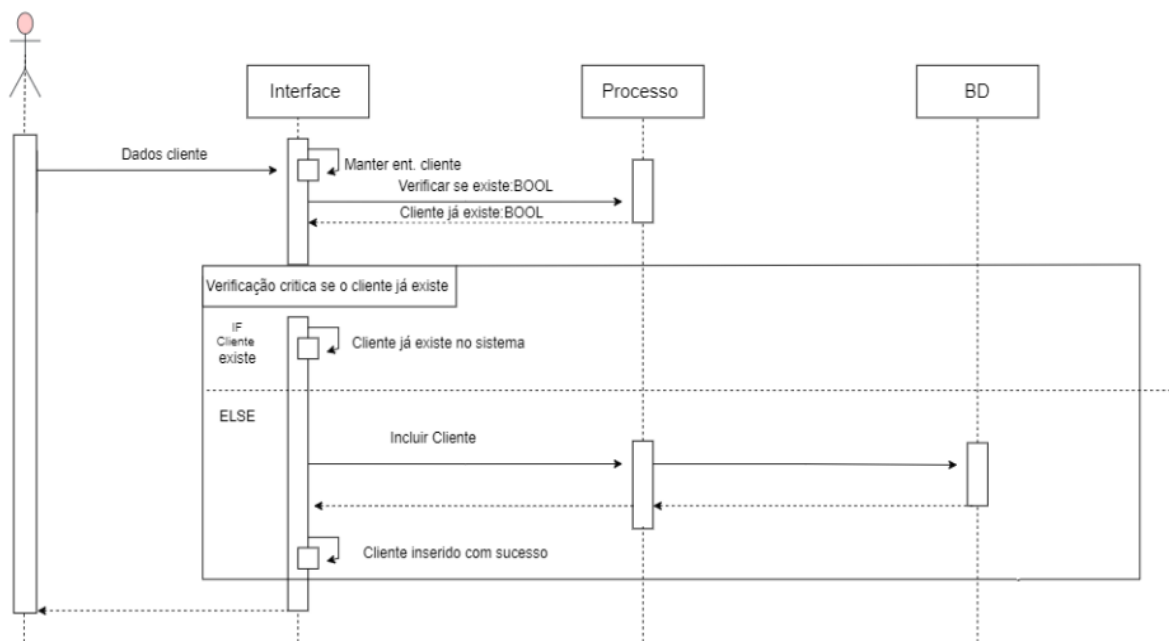 Interface
Processo
BD
Dados cliente
Manter ent. cliente
Verificar se existe:BOOL
Cliente já existe:BOOL
Verificação critica se o cliente já existe
IF
Cliente
existe
Cliente já existe no sistema
ELSE
Incluir Cliente
Cliente inserido com sucesso